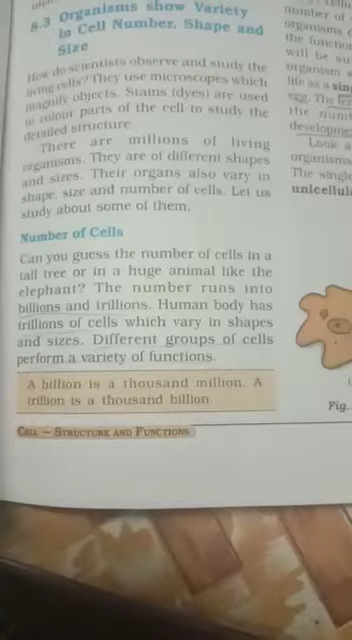 8.3 Organisms show Variety
in Cell Number, Shape and
Size
How do scientists observe and study the
living cells? They use microscopes which
magnify objects. Stains (dyes) are used
to colour parts of the cell to study the
detailed structure.
There are millions of living
organisms. They are of different shapes
and sizes. Their organs also vary in
shape, size and number of cells. Let us
study about some of them.
Number of Cells
Can you guess the number of cells in a
tall tree or in a huge animal like the
elephant? The number runs into
billions and trillions. Human body has
trillions of cells which vary in shapes
and sizes. Different groups of cells
perform a variety of functions.
A billion is a thousand million. A
trillion is a thousand billion.
CELL – STRUCTURE AND FUNCTIONS
number of
organisms
the function
will be su
organism
life as a sin
egg. The
the num
developme
Look a
organisms
The single
unicellula
Fig.